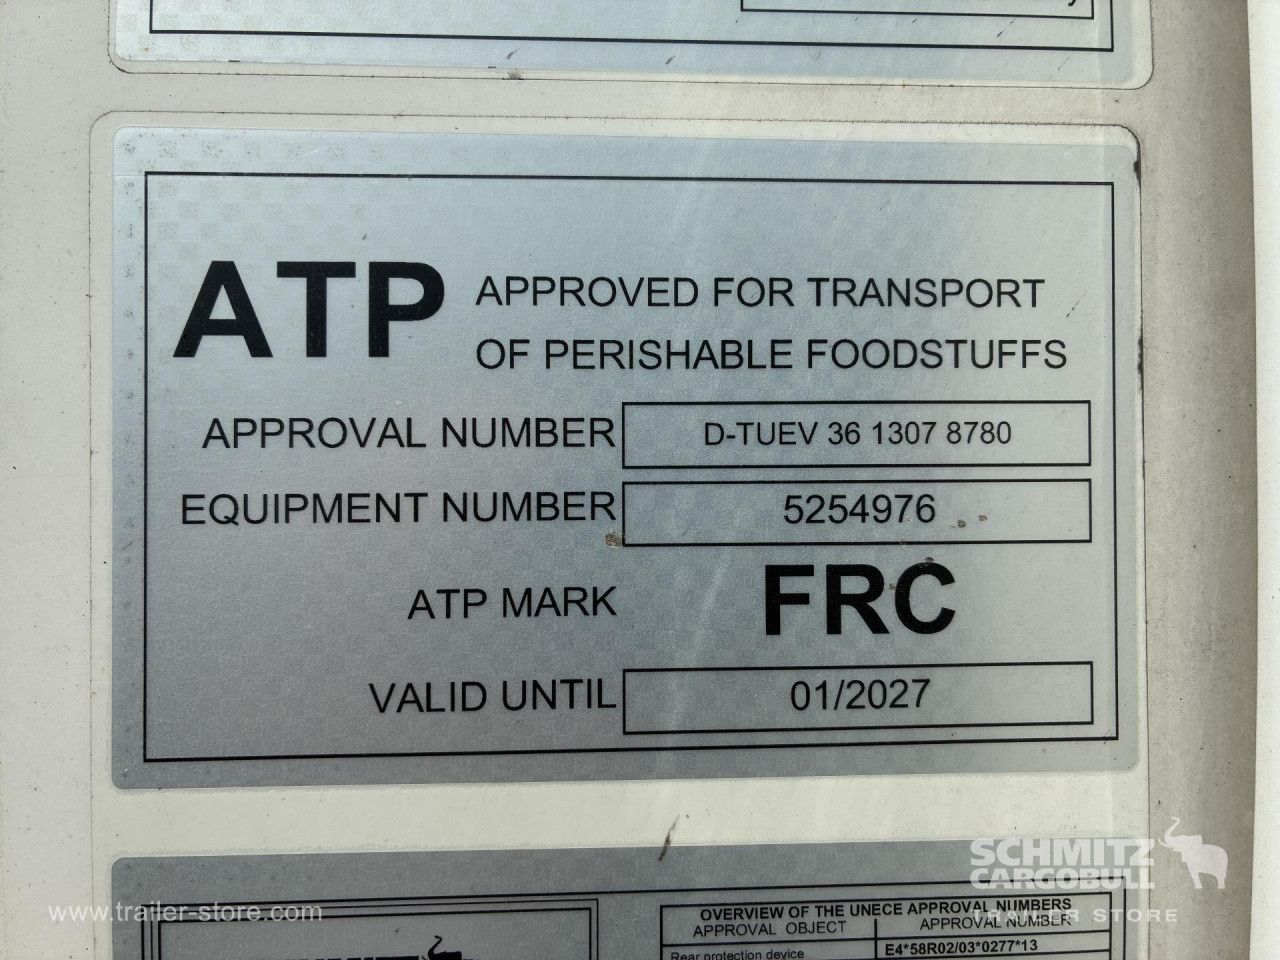 ATP APPROVED FOR TRANSPORT
OF PERISHABLE FOODSTUFFS
APPROVAL NUMBER D-TUEV 36 1307 8780
EQUIPMENT NUMBER 5254976
ATP MARK FRC
VALID UNTIL 01/2027
SCHMITZ
CARGOBULL
TRAILER STORE
www.trailer-store.com
OVERVIEW OF THE UNECE APPROVAL NUMBERS
APPROVAL OBJECT APPROVAL NUMBER
Rear protection device E4*58R02/03*0277*13